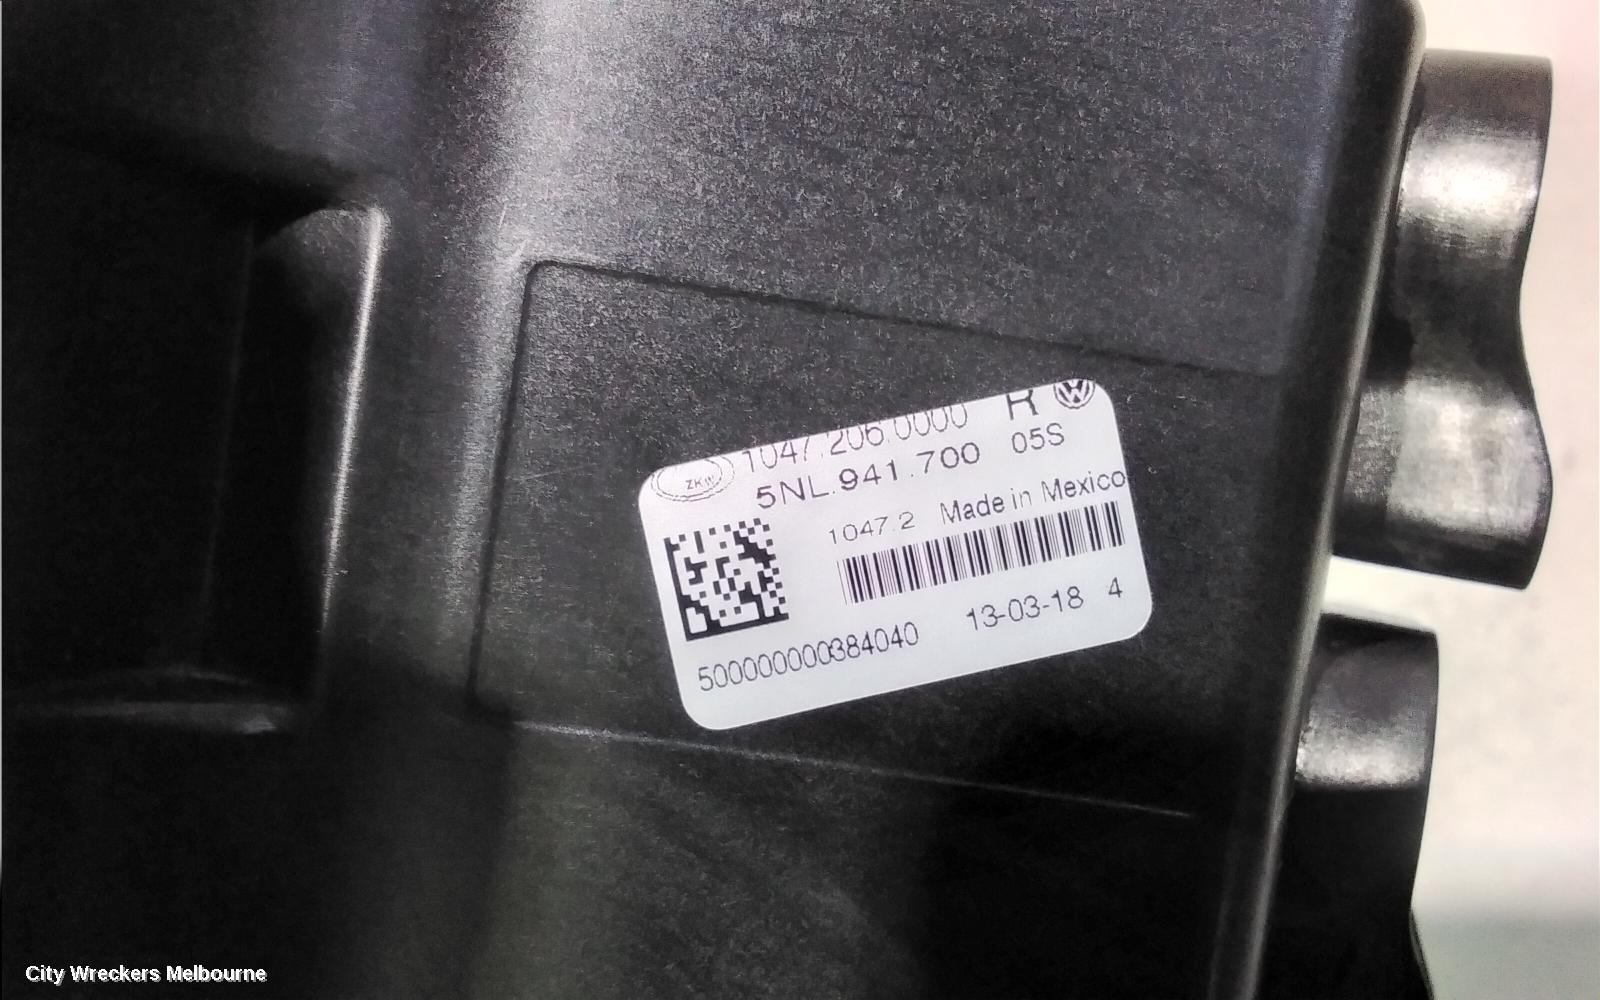 1047.206.0000 R
ZKW 5NL.941.700 05S
1047.2 Made in Mexico
500000000384040 13-03-18 4
City Wreckers Melbourne